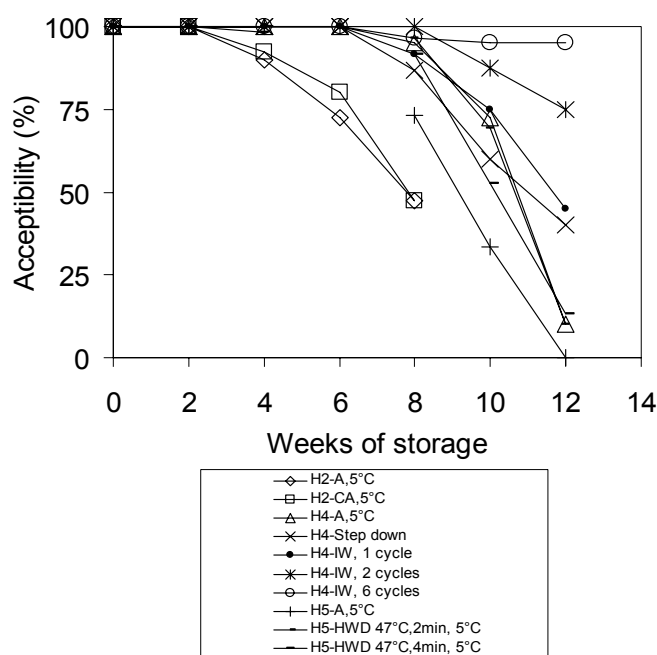 100
75
50
25
0
Acceptibility (%)
0 2 4 6 8 10 12 14
Weeks of storage
H2-A,5°C
H2-CA,5°C
H4-A,5°C
H4-Step down
H4-IW, 1 cycle
H4-IW, 2 cycles
H4-IW, 6 cycles
H5-A,5°C
H5-HWD 47°C,2min, 5°C
H5-HWD 47°C,4min, 5°C